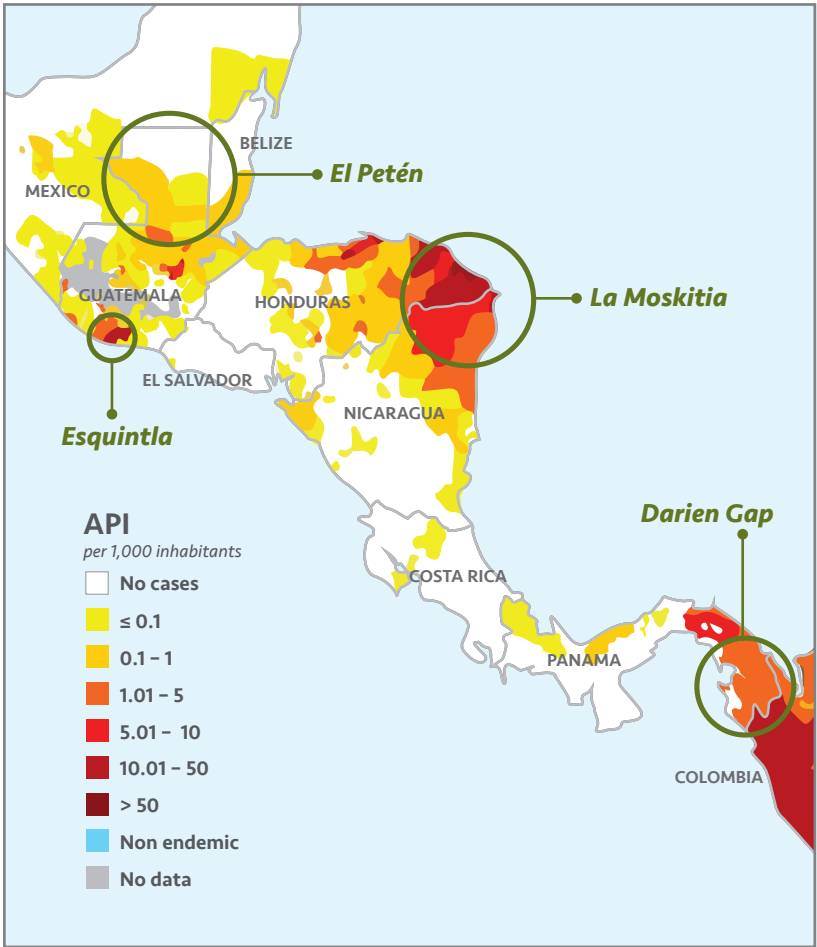 BELIZE
El Petén
MEXICO
GUATEMALA
HONDURAS
La Moskitia
EL SALVADOR
NICARAGUA
Esquintla
API
per 1,000 inhabitants
No cases
≤ 0.1
0.1 – 1
1.01 – 5
5.01 – 10
10.01 – 50
> 50
Non endemic
No data
Darien Gap
COSTA RICA
PANAMA
COLOMBIA